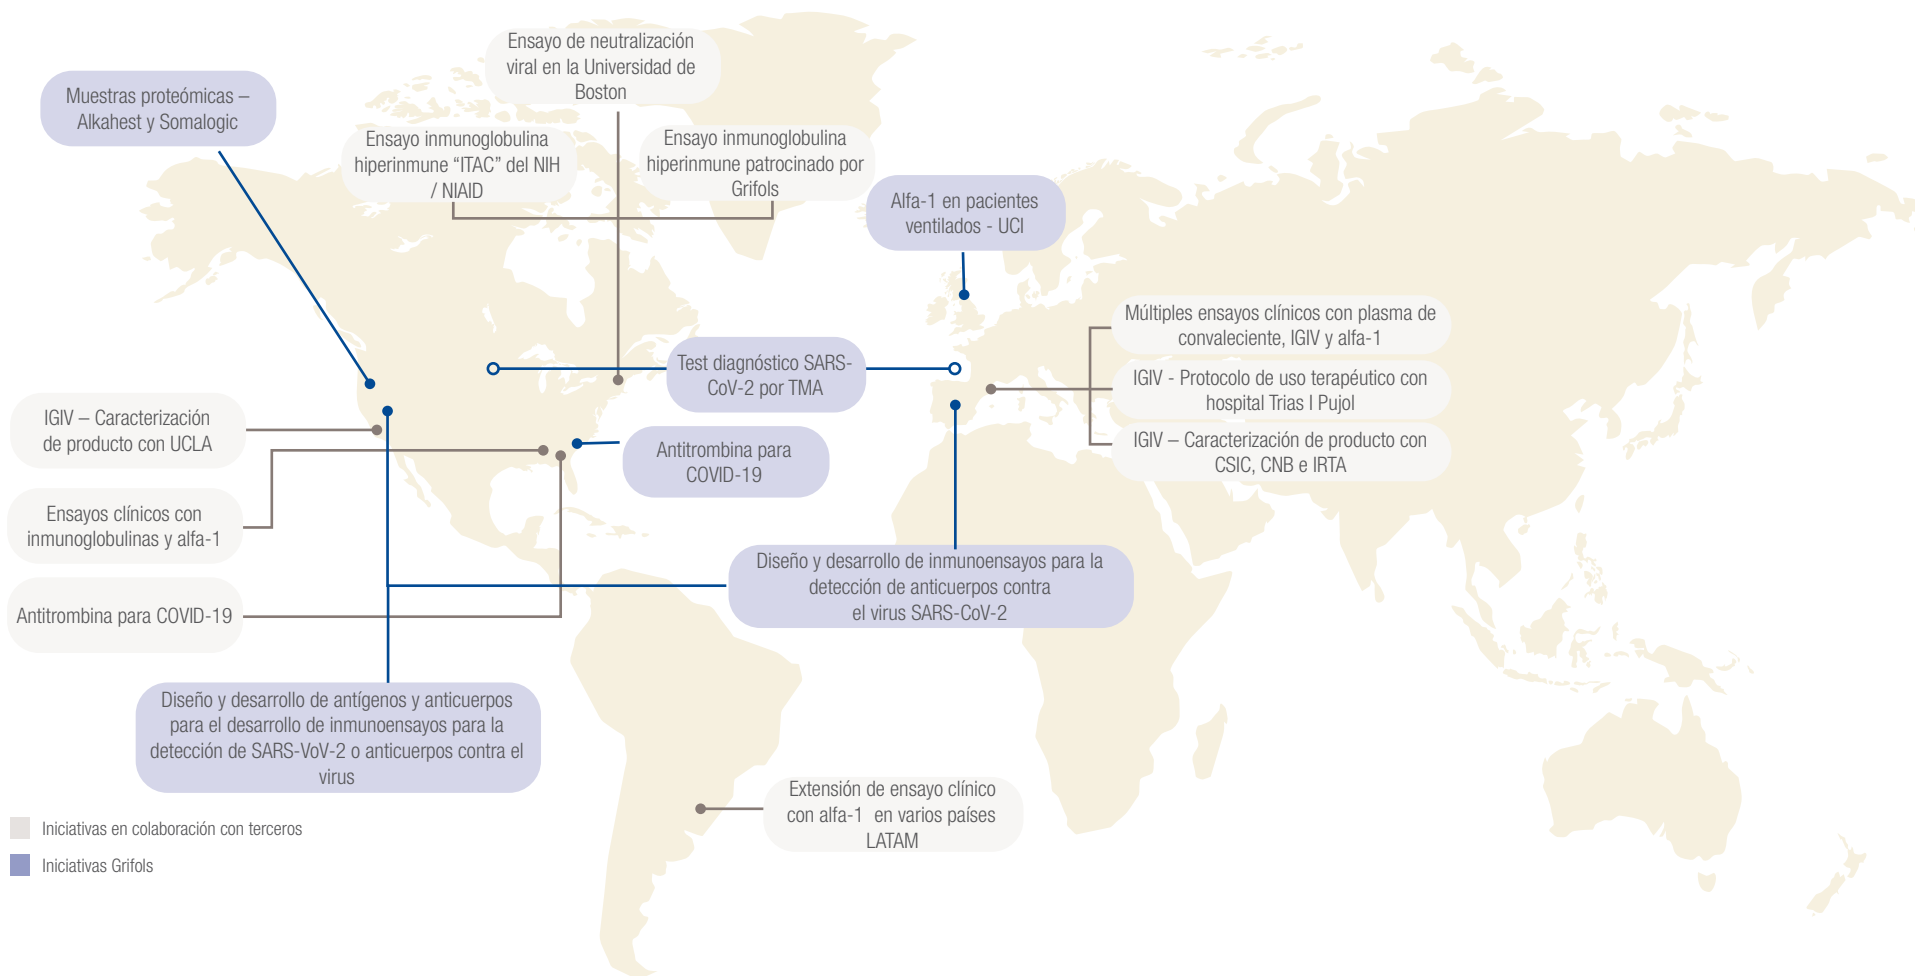 Ensayo de neutralización
viral en la Universidad de
Boston
Muestras proteómicas –
Alkahest y Somalogic
Ensayo inmunoglobulina
hiperinmune “ITAC” del NIH
/ NIAID
Ensayo inmunoglobulina
hiperinmune patrocinado por
Grifols
Alfa-1 en pacientes
ventilados - UCI
Test diagnóstico SARS-
CoV-2 por TMA
Múltiples ensayos clínicos con plasma de
convaleciente, IGIV y alfa-1
IGIV - Protocolo de uso terapéutico con
hospital Trias I Pujol
IGIV – Caracterización de producto con
CSIC, CNB e IRTA
IGIV – Caracterización
de producto con UCLA
Antitrombina para
COVID-19
Ensayos clínicos con
inmunoglobulinas y alfa-1
Antitrombina para COVID-19
Diseño y desarrollo de inmunoensayos para la
detección de anticuerpos contra
el virus SARS-CoV-2
Diseño y desarrollo de antígenos y anticuerpos
para el desarrollo de inmunoensayos para la
detección de SARS-VoV-2 o anticuerpos contra el
virus
Extensión de ensayo clínico
con alfa-1 en varios países
LATAM
Iniciativas en colaboración con terceros
Iniciativas Grifols